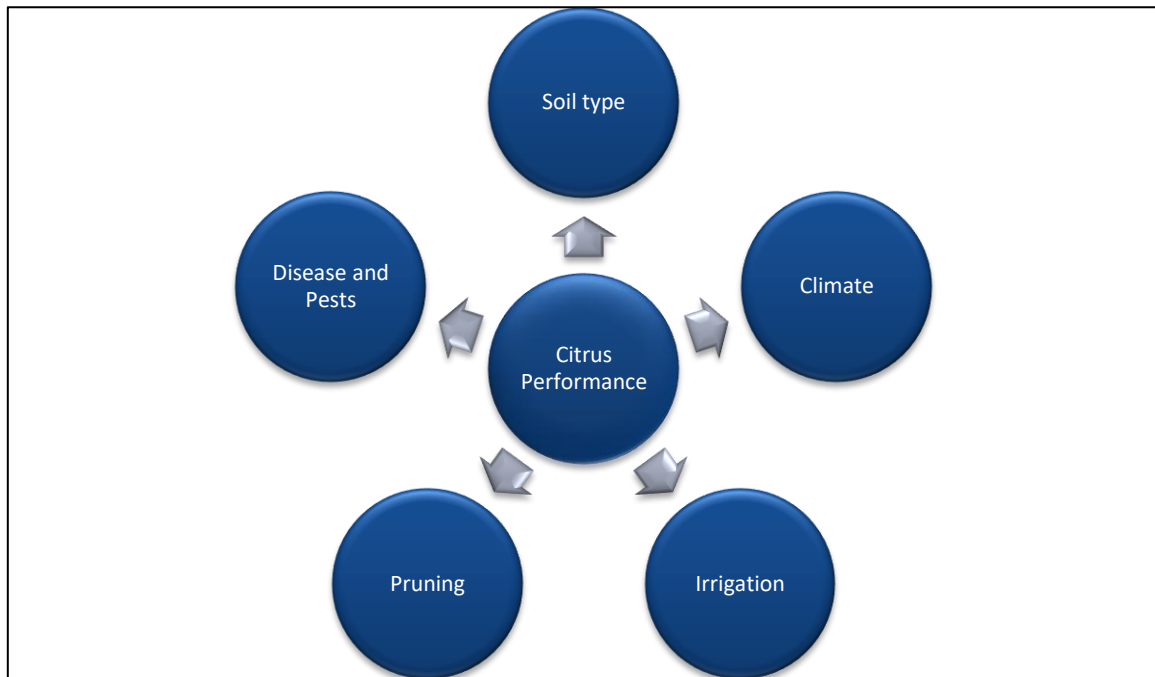 Soil type
Disease and
Pests
Climate
Citrus
Performance
Pruning
Irrigation